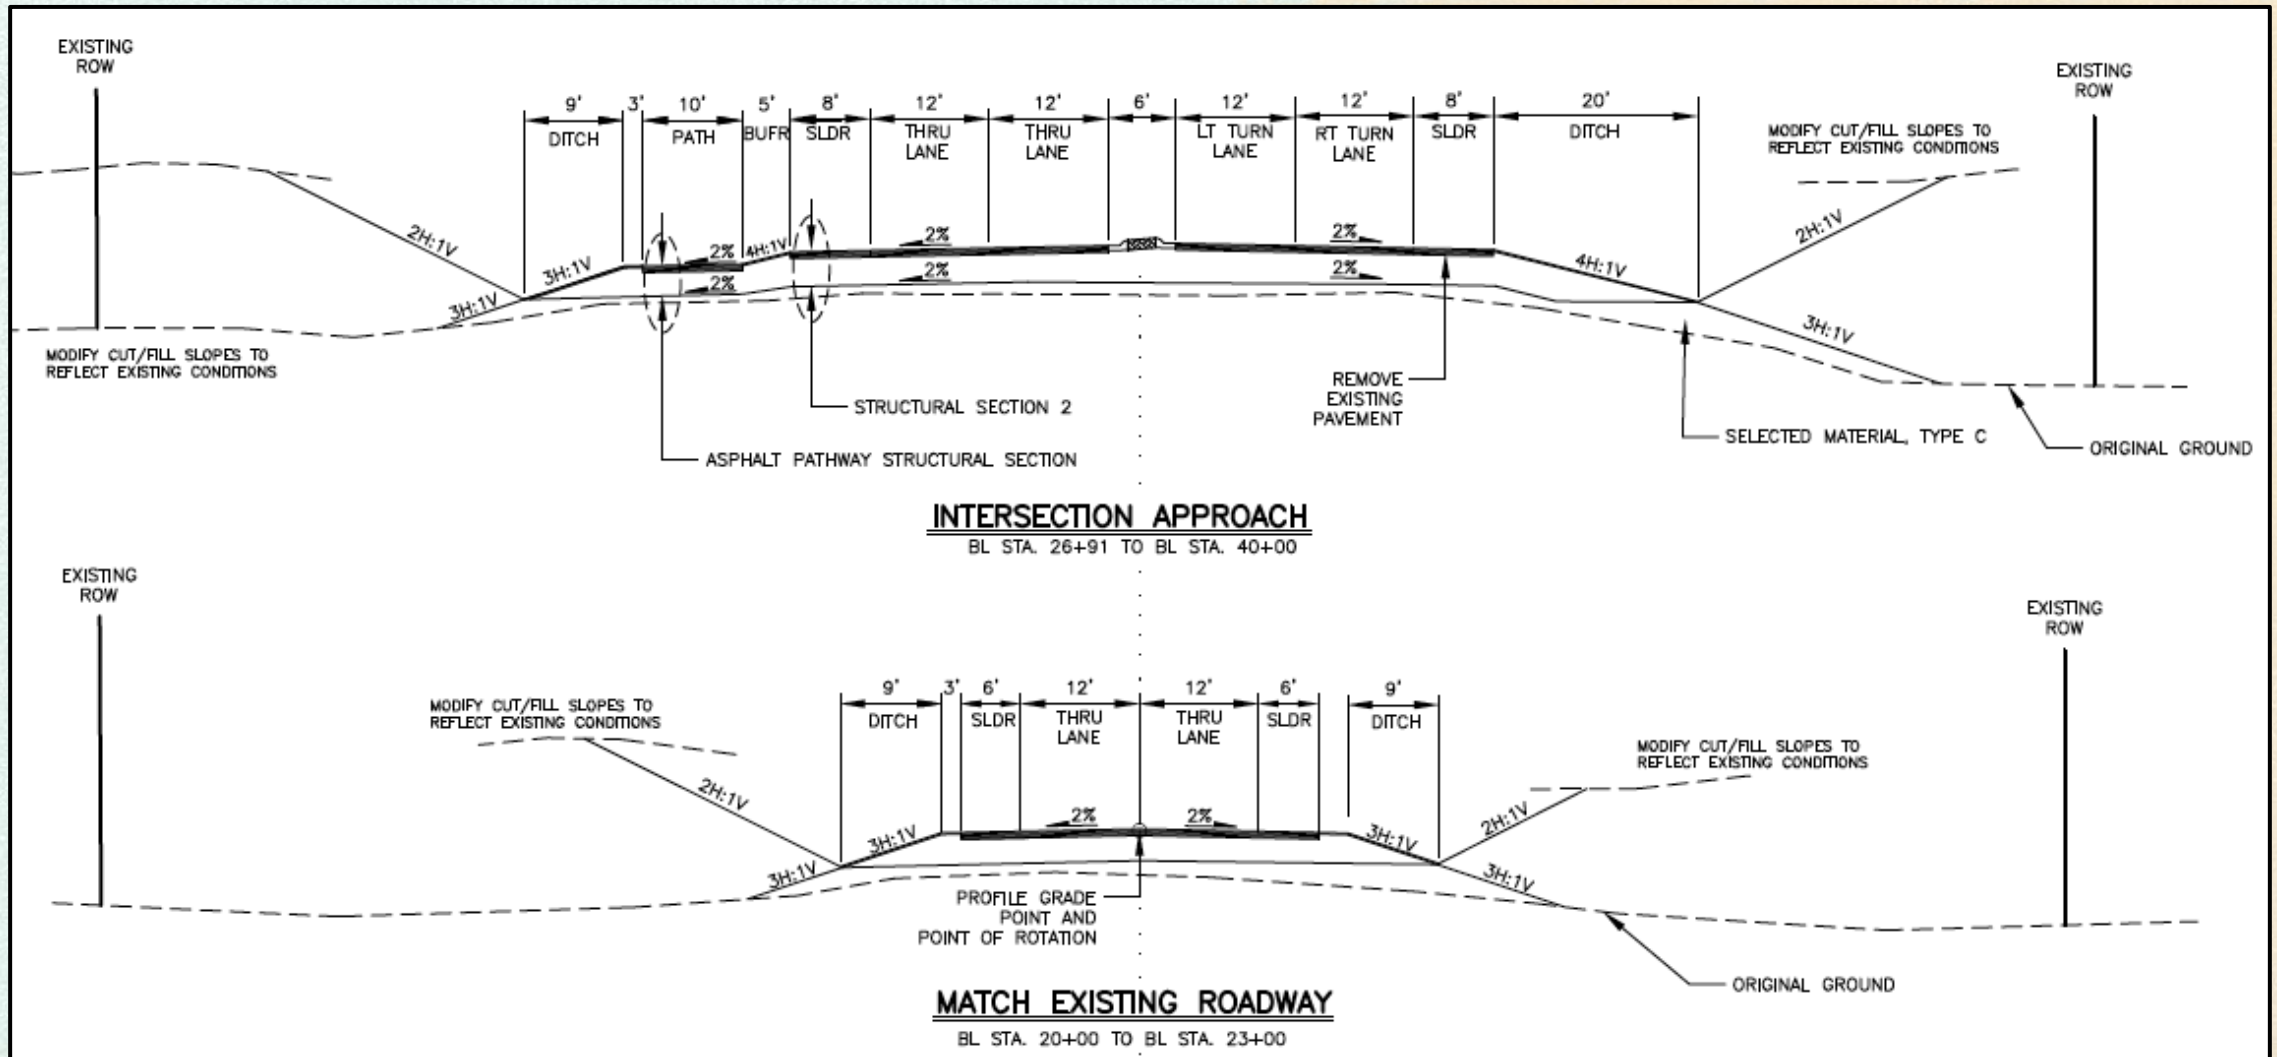 EXISTING
ROW
9'
3'
10'
5'
8'
12'
12'
6'
12'
12'
8'
20'
DITCH
PATH
BUFR
SLDR
THRU
LANE
THRU
LANE
LT TURN
LANE
RT TURN
LANE
SLDR
DITCH
EXISTING
ROW
MODIFY CUT/FILL SLOPES TO
REFLECT EXISTING CONDITIONS
2H:1V
3H:1V
3H:1V
2%
2%
4H:1V
2%
2%
2%
2%
4H:1V
2H:1V
3H:1V
MODIFY CUT/FILL SLOPES TO
REFLECT EXISTING CONDITIONS
STRUCTURAL SECTION 2
ASPHALT PATHWAY STRUCTURAL SECTION
REMOVE
EXISTING
PAVEMENT
SELECTED MATERIAL, TYPE C
ORIGINAL GROUND
INTERSECTION APPROACH
BL STA. 26+91 TO BL STA. 40+00
EXISTING
ROW
EXISTING
ROW
MODIFY CUT/FILL SLOPES TO
REFLECT EXISTING CONDITIONS
9'
3'
6'
12'
12'
6'
9'
DITCH
SLDR
THRU
LANE
THRU
LANE
SLDR
DITCH
MODIFY CUT/FILL SLOPES TO
REFLECT EXISTING CONDITIONS
2H:1V
3H:1V
3H:1V
2%
2%
3H:1V
2H:1V
3H:1V
PROFILE GRADE
POINT AND
POINT OF ROTATION
ORIGINAL GROUND
MATCH EXISTING ROADWAY
BL STA. 20+00 TO BL STA. 23+00